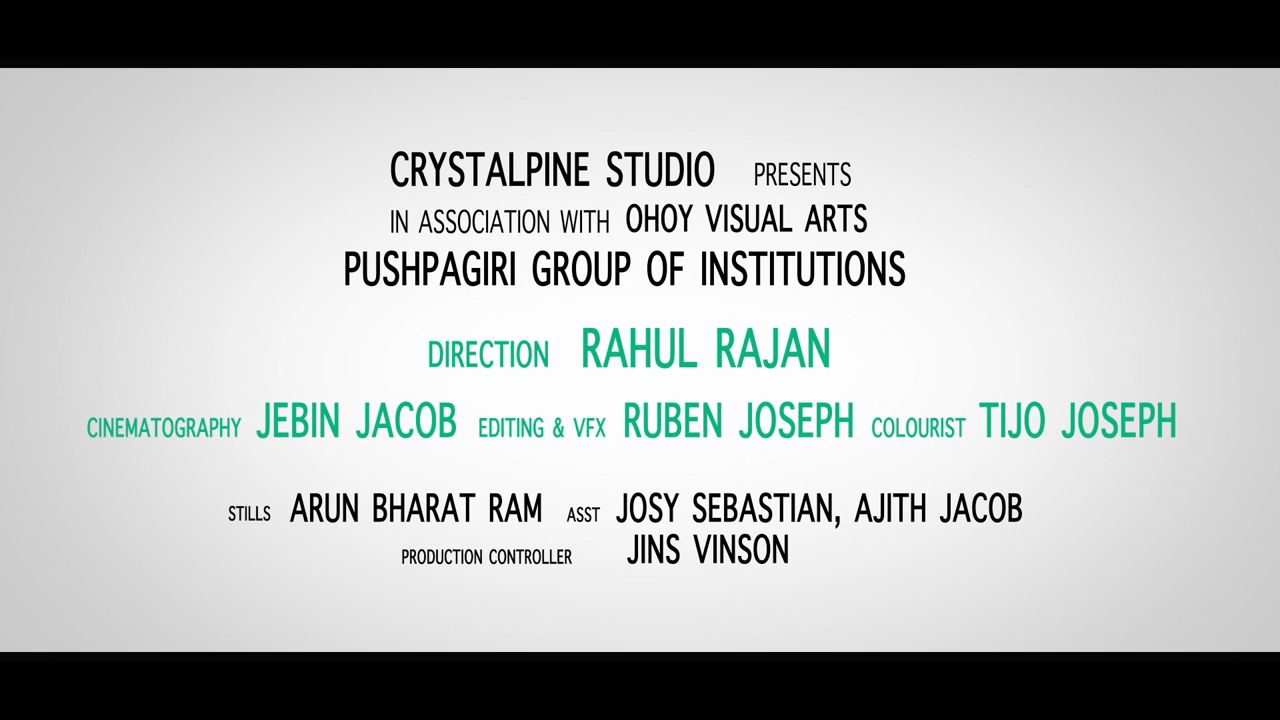 CRYSTALPINE STUDIO PRESENTS
IN ASSOCIATION WITH OHOY VISUAL ARTS
PUSHPAGIRI GROUP OF INSTITUTIONS
DIRECTION RAHUL RAJAN
CINEMATOGRAPHY JEBIN JACOB EDITING & VFX RUBEN JOSEPH COLOURIST TIJO JOSEPH
STILLS ARUN BHARAT RAM ASST JOSY SEBASTIAN, AJITH JACOB
PRODUCTION CONTROLLER JINS VINSON